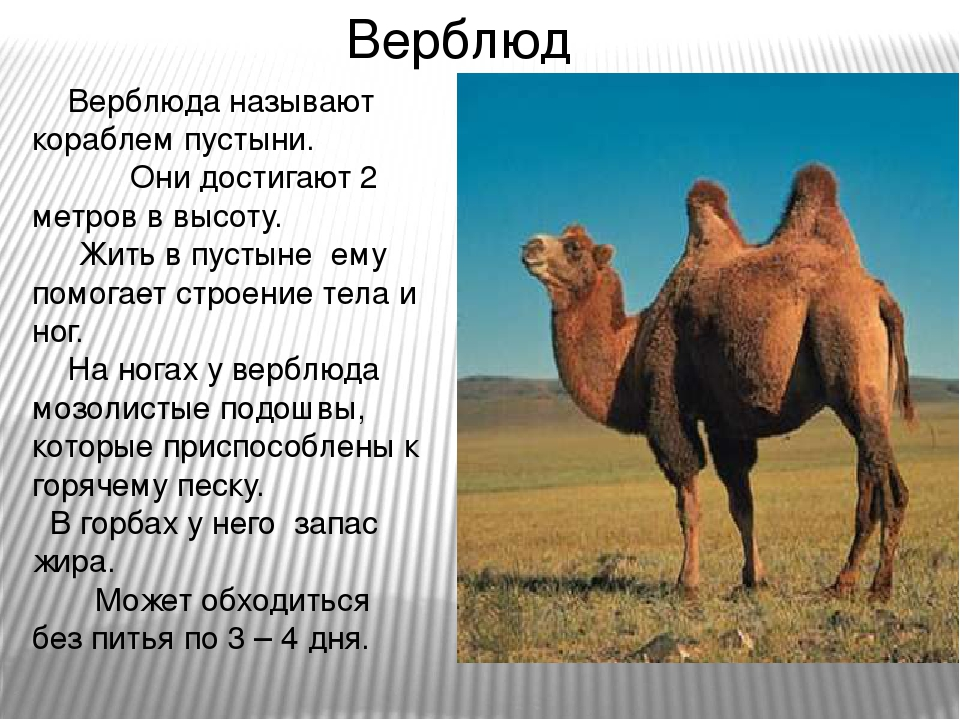 Верблюд
Верблюда называют
кораблем пустыни.
Они достигают 2
метров в высоту.
Жить в пустыне ему
помогает строение тела и
ног.
На ногах у верблюда
мозолистые подошвы,
которые приспособлены к
горячему песку.
В горбах у него запас
жира.
Может обходиться
без питья по 3 – 4 дня.